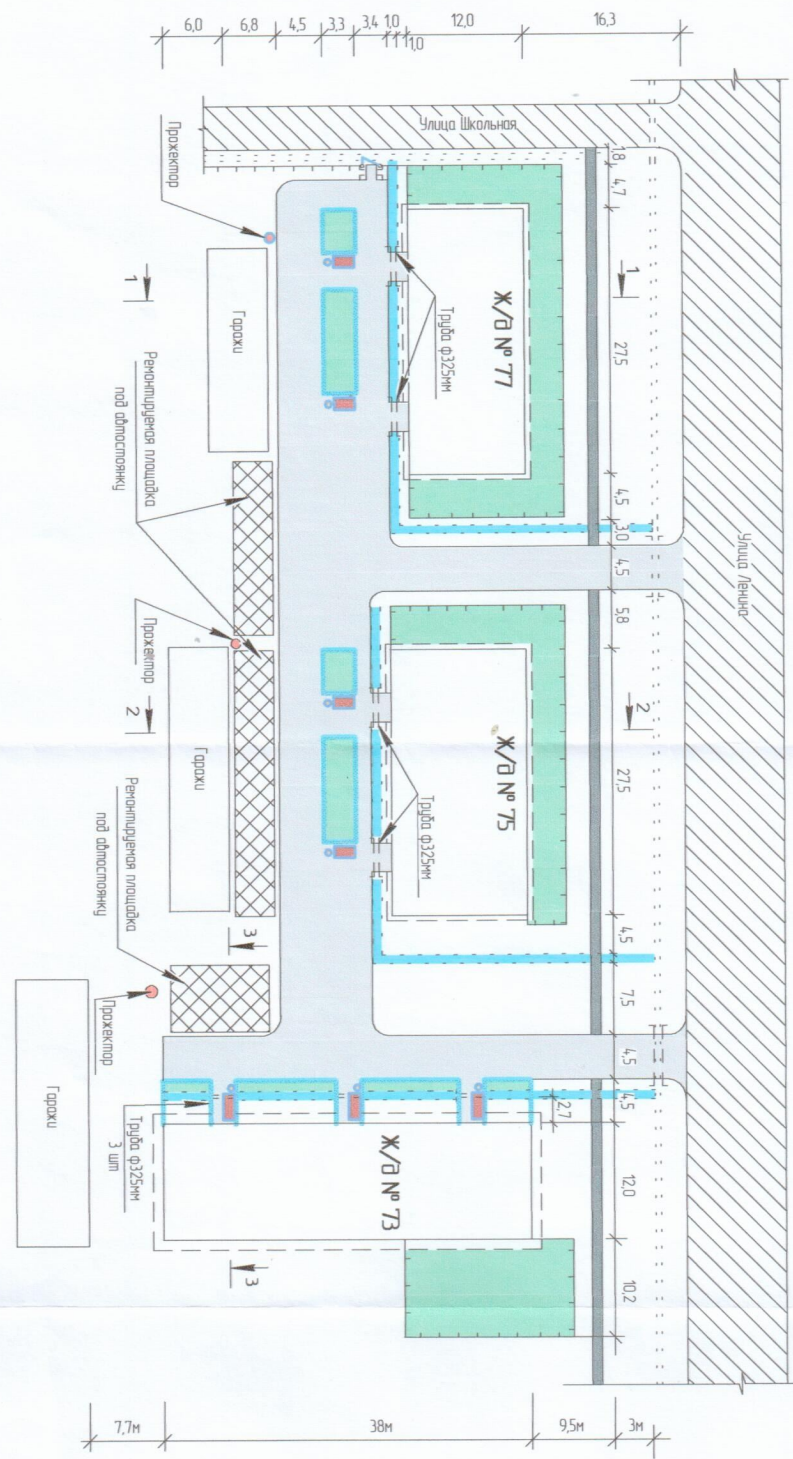 6,0
6,8
4,5
3,3
3,4
1,0
1,0
12,0
16,3
Улица Школьная
Улица Ленина
Прожектор
1
1
Гаражи
Ремонтируемая площадка
под автостоянку
Труба ф325мм
Ж/д № 77
1,8
4,7
27,5
4,5
3,0
4,5
5,8
Прожектор
2
2
Гаражи
Труба ф325мм
Ж/д № 75
27,5
Ремонтируемая площадка
под автостоянку
3
4,5
7,5
4,5
4,5
Прожектор
Гаражи
Труба ф325мм
3 шт
2,7
Ж/д № 73
12,0
3
10,2
7,7м
38м
9,5м
3м